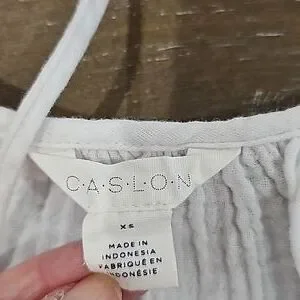 C·A·S·L·O·N
XS
MADE IN
INDONESIA
FABRIQUÉ EN
INDONÉSIE